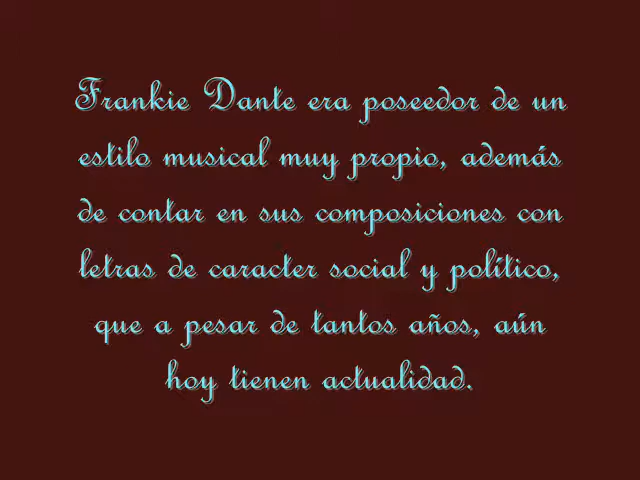 Frankie Dante era poseedor de un
estilo musical muy propio, además
de contar en sus composiciones con
letras de caracter social y político,
que a pesar de tantos años, aún
hoy tienen actualidad.